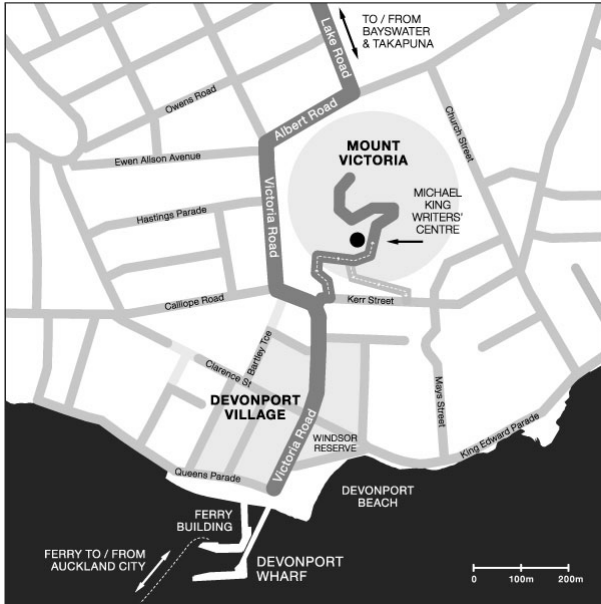 TO / FROM
BAYSWATER
& TAKAPUNA
Lake Road
Owens Road
Albert Road
Church Street
MOUNT
VICTORIA
Ewen Alison Avenue
Victoria Road
MICHAEL
KING
WRITERS'
CENTRE
Hastings Parade
Calliope Road
Kerr Street
Bartley Tce
Clarence St
Mays Street
DEVONPORT
VILLAGE
Victoria Road
WINDSOR
RESERVE
King Edward Parade
Queens Parade
DEVONPORT
BEACH
FERRY
BUILDING
FERRY TO / FROM
AUCKLAND CITY
DEVONPORT
WHARF
0 100m 200m